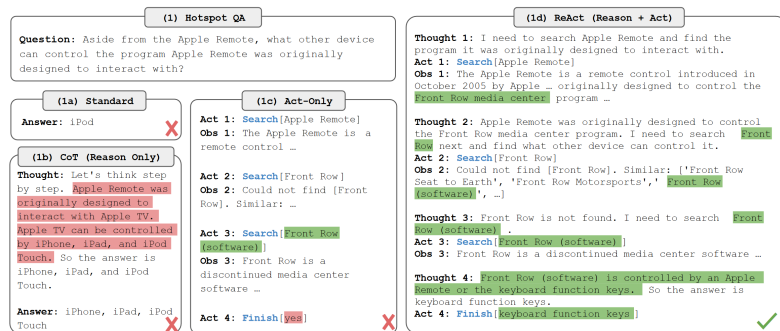 (1) Hotspot QA
Question: Aside from the Apple Remote, what other device
can control the program Apple Remote was originally
designed to interact with?
(1a) Standard
Answer: iPod
(1b) CoT (Reason Only)
Thought: Let's think step
by step. Apple Remote was
originally designed to
interact with Apple TV.
Apple TV can be controlled
by iPhone, iPad, and iPod
Touch. So the answer is
iPhone, iPad, and iPod
Touch.
Answer: iPhone, iPad, iPod
Touch
(1c) Act-Only
Act 1: Search[Apple Remote]
Obs 1: The Apple Remote is a
remote control …
Act 2: Search[Front Row]
Obs 2: Could not find [Front
Row]. Similar: …
Act 3: Search[Front Row
(software)]
Obs 3: Front Row is a
discontinued media center
software …
Act 4: Finish[yes]
(1d) ReAct (Reason + Act)
Thought 1: I need to search Apple Remote and find the
program it was originally designed to interact with.
Act 1: Search[Apple Remote]
Obs 1: The Apple Remote is a remote control introduced in
October 2005 by Apple … originally designed to control the
Front Row media center program …
Thought 2: Apple Remote was originally designed to control
the Front Row media center program. I need to search Front
Row next and find what other device can control it.
Act 2: Search[Front Row]
Obs 2: Could not find [Front Row]. Similar: ['Front Row
Seat to Earth', 'Front Row Motorsports',' Front Row
(software)', …]
Thought 3: Front Row is not found. I need to search Front
Row (software) .
Act 3: Search[Front Row (software)]
Obs 3: Front Row is a discontinued media center software …
Thought 4: Front Row (software) is controlled by an Apple
Remote or the keyboard function keys. So the answer is
keyboard function keys.
Act 4: Finish[keyboard function keys]